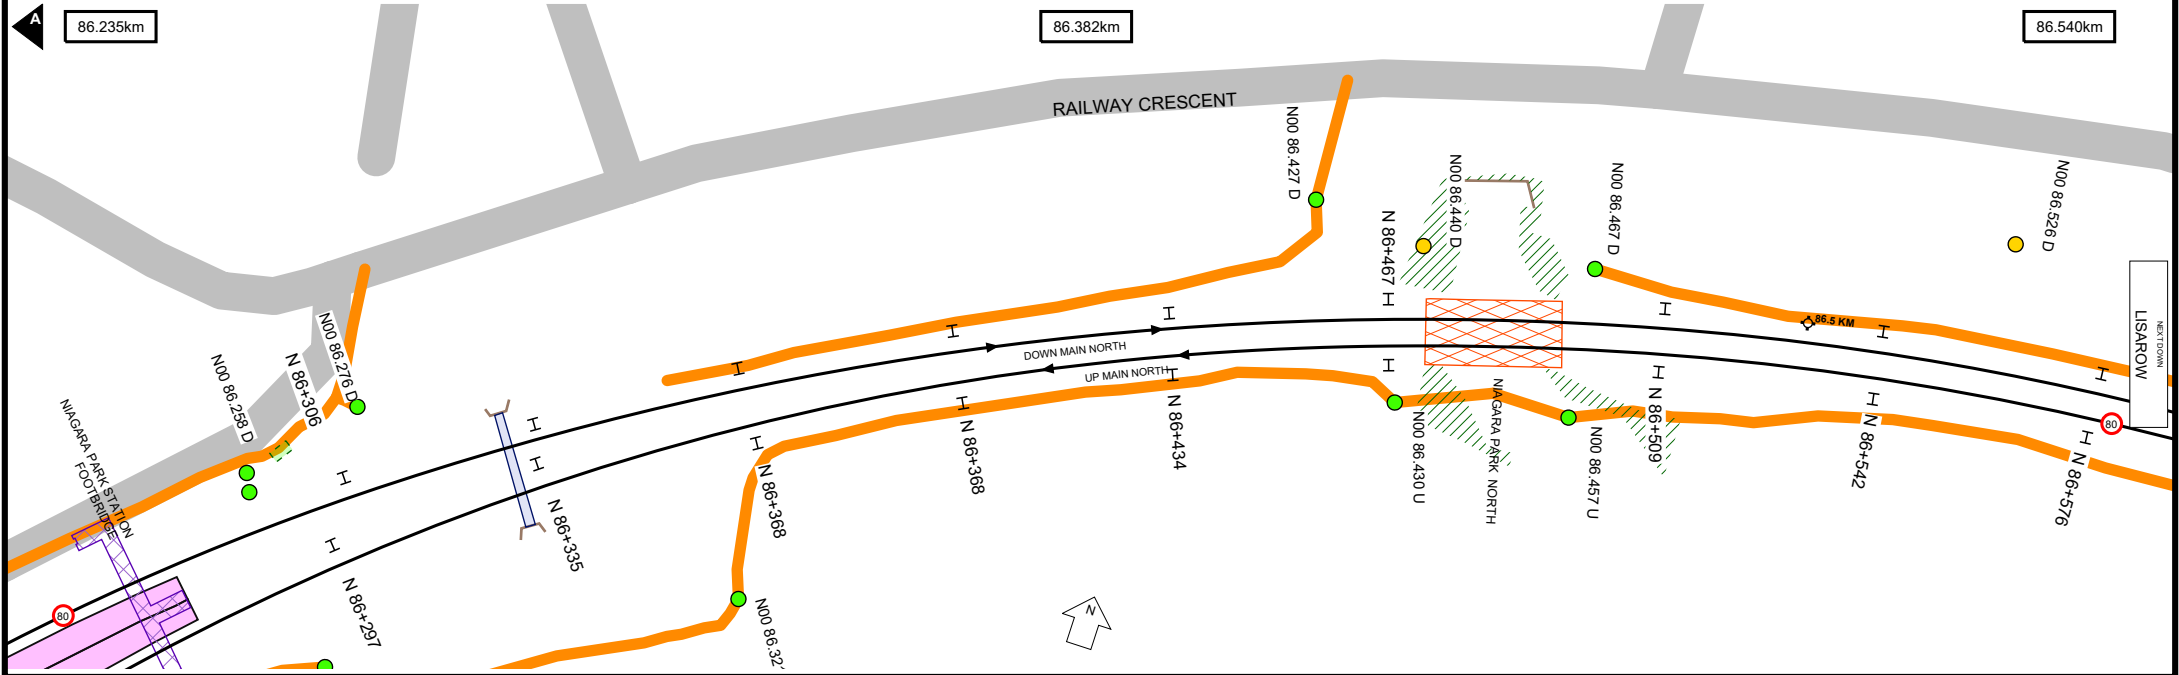 A
86.235km
86.382km
86.540km
RAILWAY CRESCENT
N00 86.427 D
N00 86.440 D
N00 86.467 D
N00 86.526 D
N 86+467
N00 86.276 D
N 86+306
N00 86.258 D
NIAGARA PARK STATION
FOOTBRIDGE
DOWN MAIN NORTH
UP MAIN NORTH
86.5 KM
NEXT DOWN
LISAROW
80
80
N 86+297
N 86+335
N 86+368
N 86+368
N 86+434
N00 86.430 U
NIAGARA PARK NORTH
N00 86.457 U
N 86+509
N 86+542
N 86+576
N